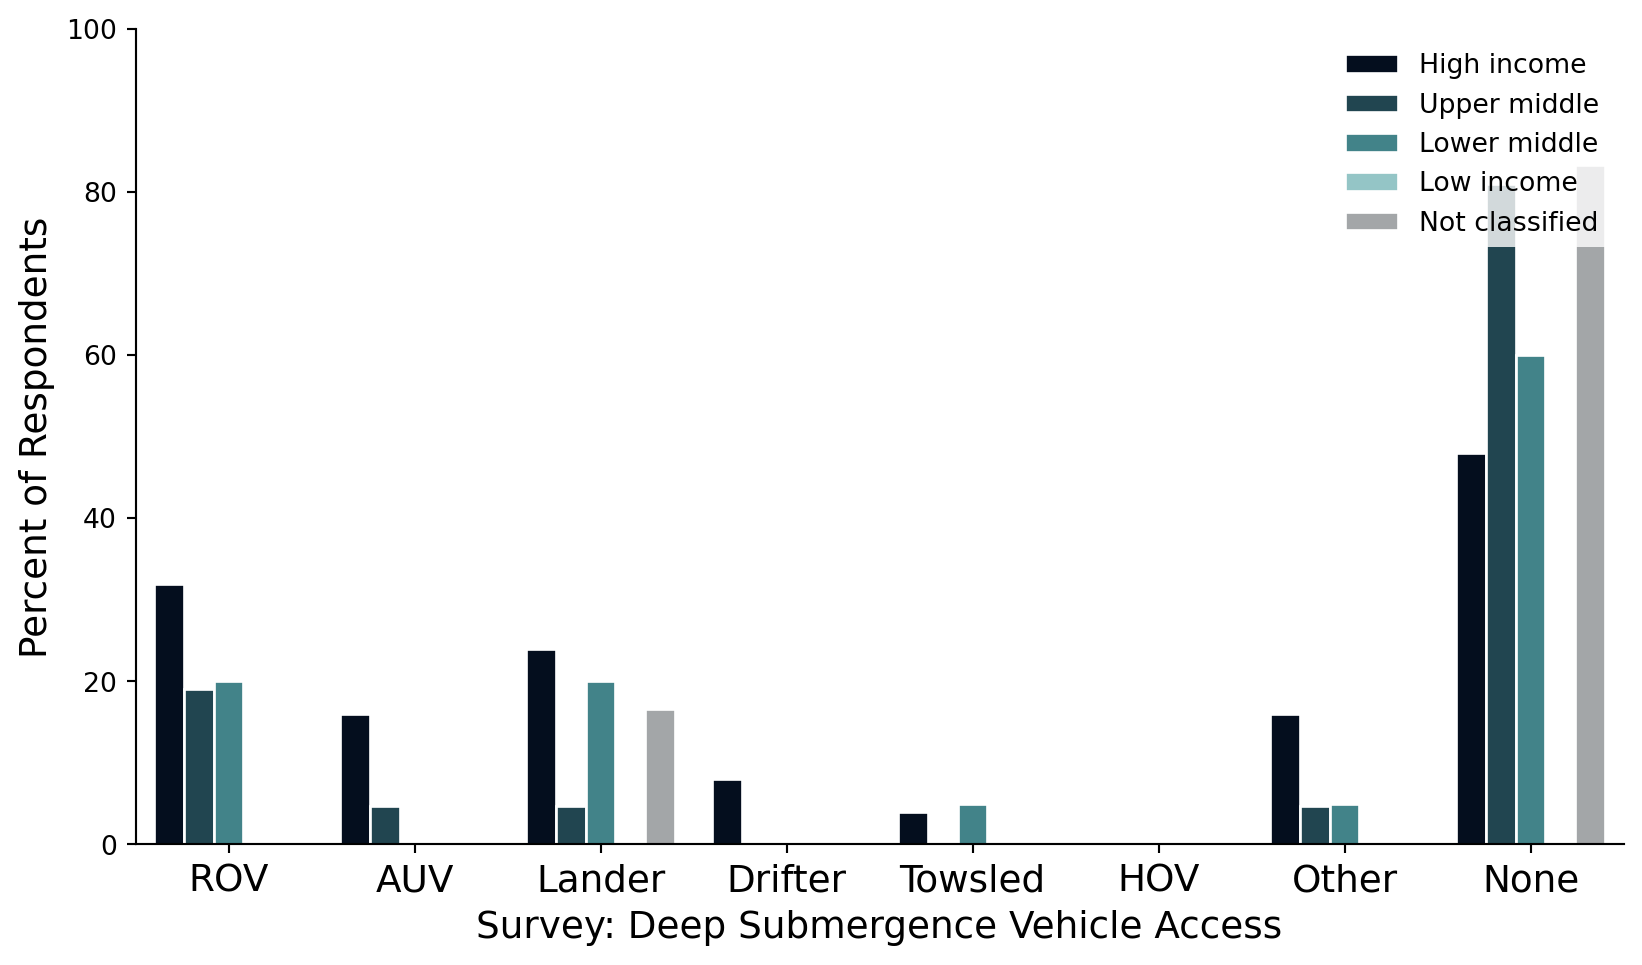 100
80
60
40
20
0
Percent of Respondents
High income
Upper middle
Lower middle
Low income
Not classified
ROV AUV Lander Drifter Towsled HOV Other None
Survey: Deep Submergence Vehicle Access